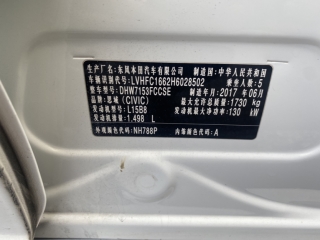 生产厂名: 东风本田汽车有限公司 制造国: 中华人民共和国
车辆识别代号: LVHFC1662H6028502 乘坐人数: 5
整车型号: DHW7153FCCSE 制造年月: 2017 年 06月
品牌名: 思域 (CIVIC) 最大允许总质量: 1730 kg
发动机型号: L15B8 发动机最大净功率: 130 kW
发动机排量: 1.498 L
外观颜色代码: NH788P 内饰颜色代码: A